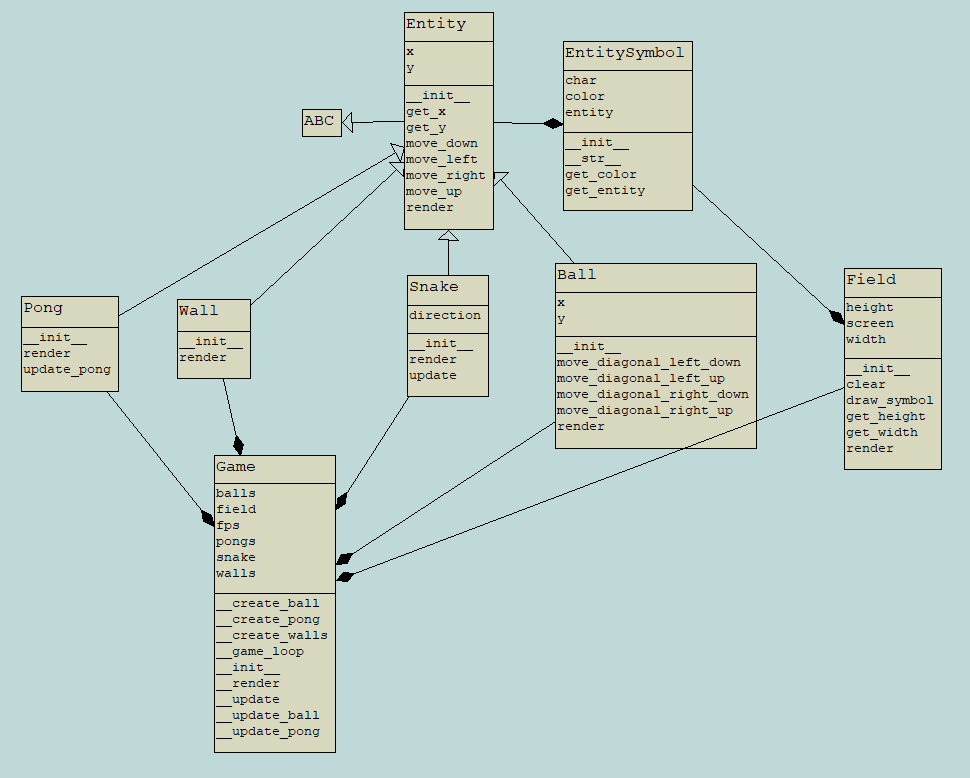 Entity
x
y
__init__
get_x
get_y
move_down
move_left
move_right
move_up
render
EntitySymbol
char
color
entity
__init__
__str__
get_color
get_entity
ABC
Pong
__init__
render
update_pong
Wall
__init__
render
Snake
direction
__init__
render
update
Ball
x
y
__init__
move_diagonal_left_down
move_diagonal_left_up
move_diagonal_right_down
move_diagonal_right_up
render
Field
height
screen
width
__init__
clear
draw_symbol
get_height
get_width
render
Game
balls
field
fps
pongs
snake
walls
__create_ball
__create_pong
__create_walls
__game_loop
__init__
__render
__update
__update_ball
__update_pong